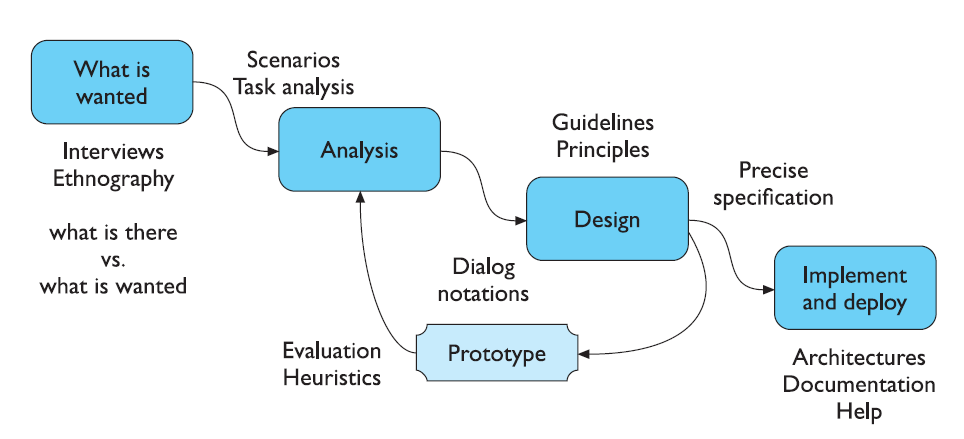 What is
wanted
Interviews
Ethnography
what is there
vs.
what is wanted
Scenarios
Task analysis
Analysis
Guidelines
Principles
Design
Dialog
notations
Prototype
Evaluation
Heuristics
Precise
specification
Implement
and deploy
Architectures
Documentation
Help